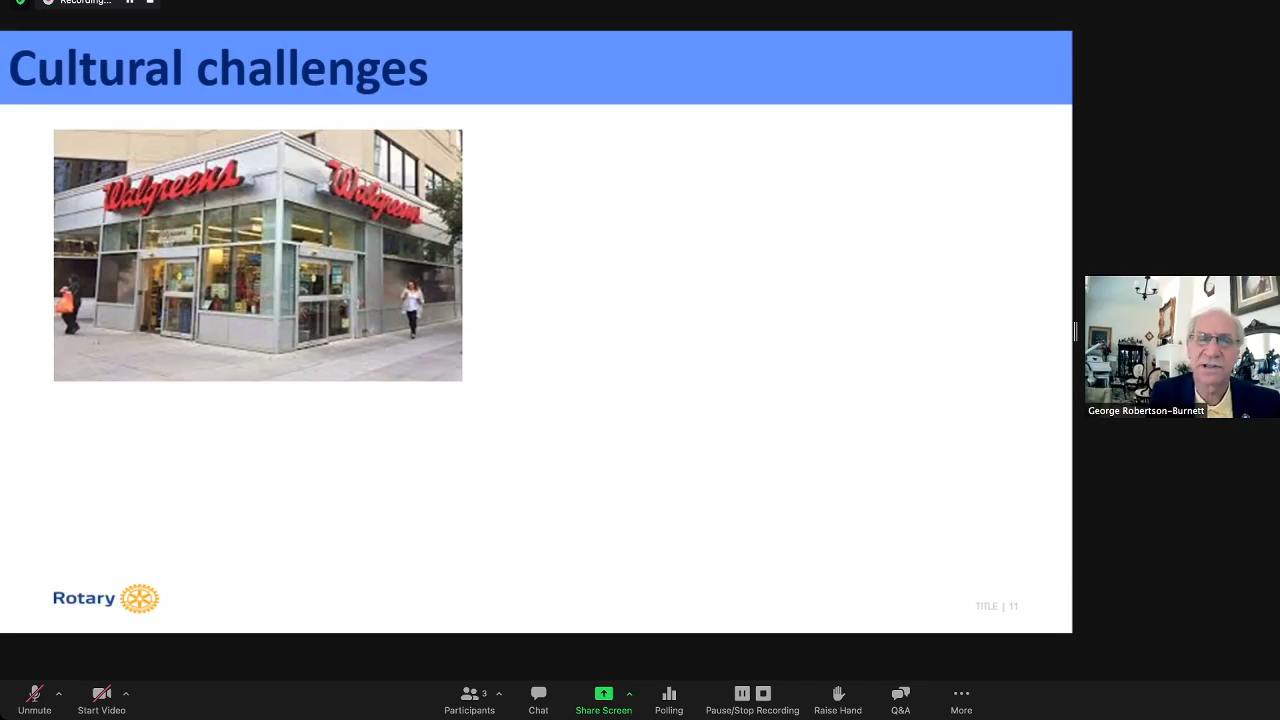 Recording...
Cultural challenges
Walgreens
Walgreens
George Robertson-Burnett
Rotary
TITLE | 11
Unmute
Start Video
Participants
3
Chat
Share Screen
Polling
Pause/Stop Recording
Raise Hand
Q&A
More